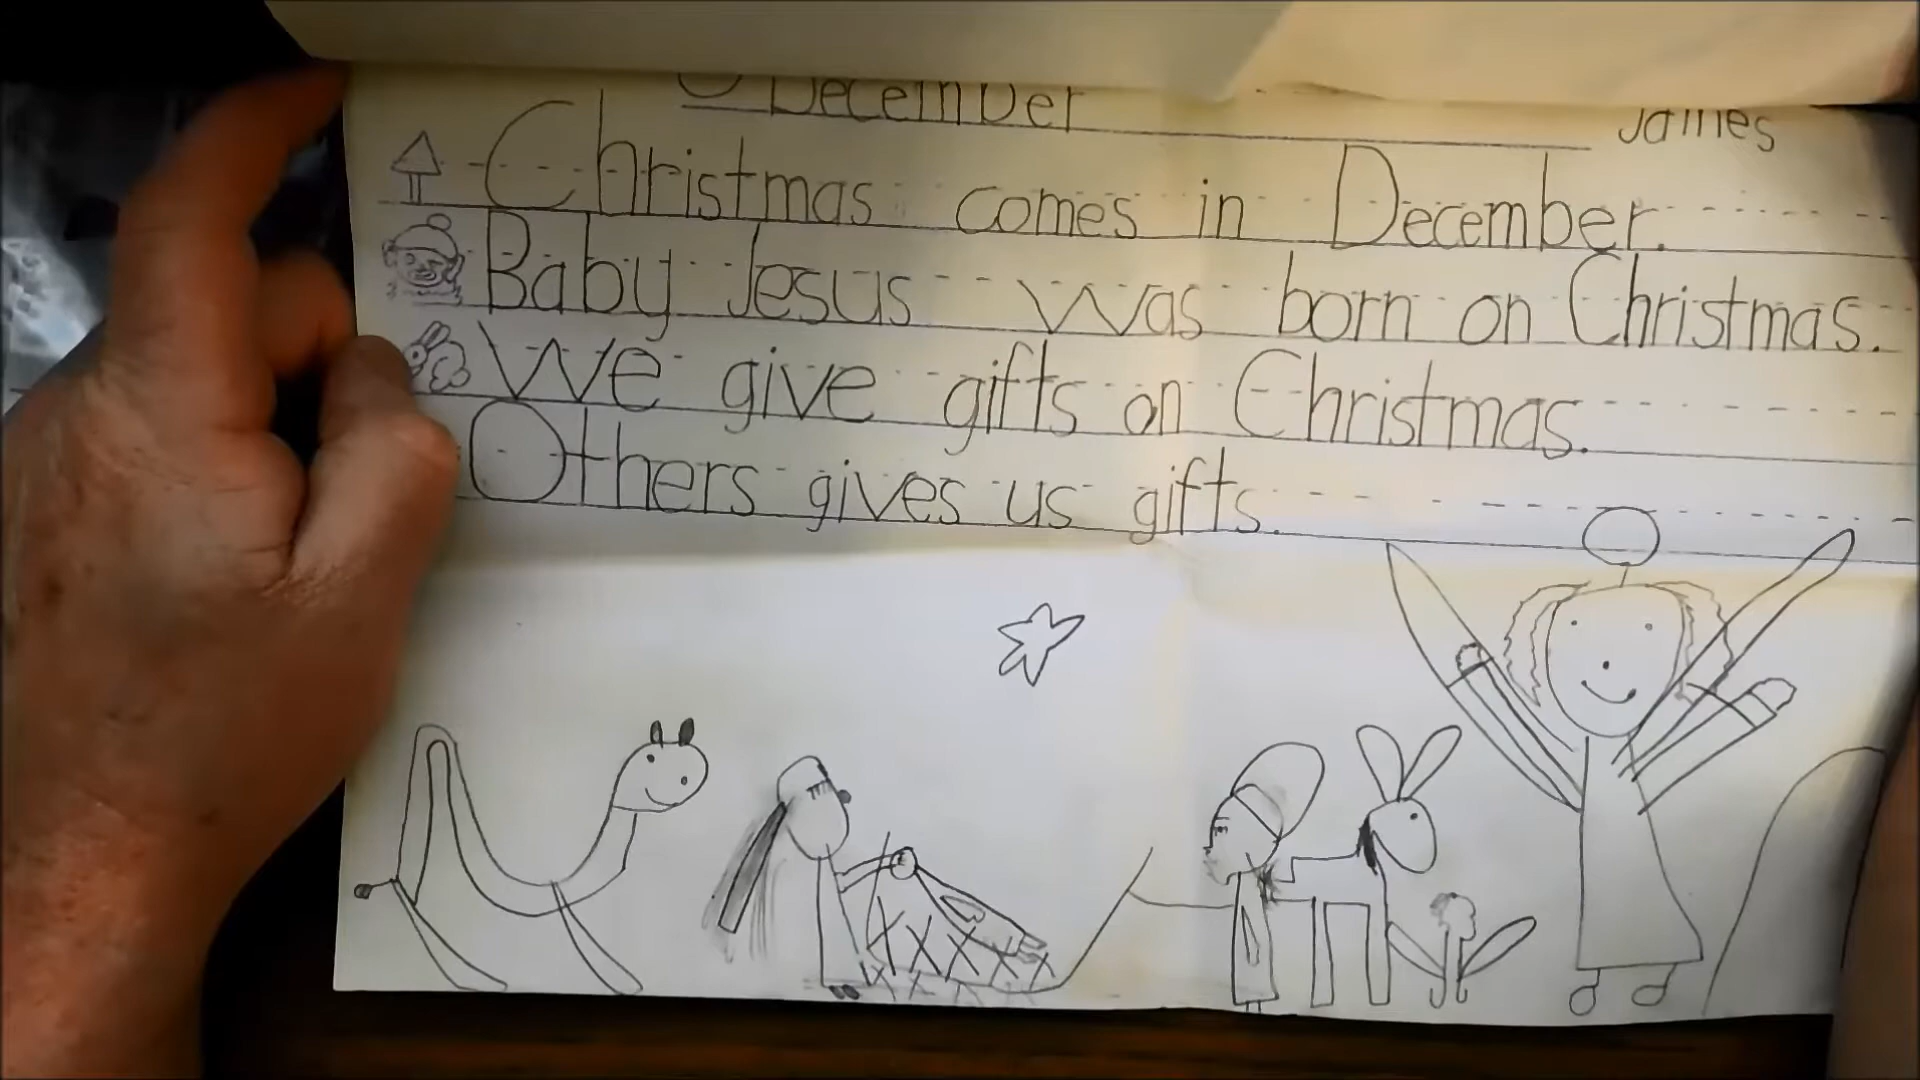 December
James
Christmas comes in December.
Baby Jesus was born on Christmas.
We give gifts on Christmas.
Others gives us gifts.